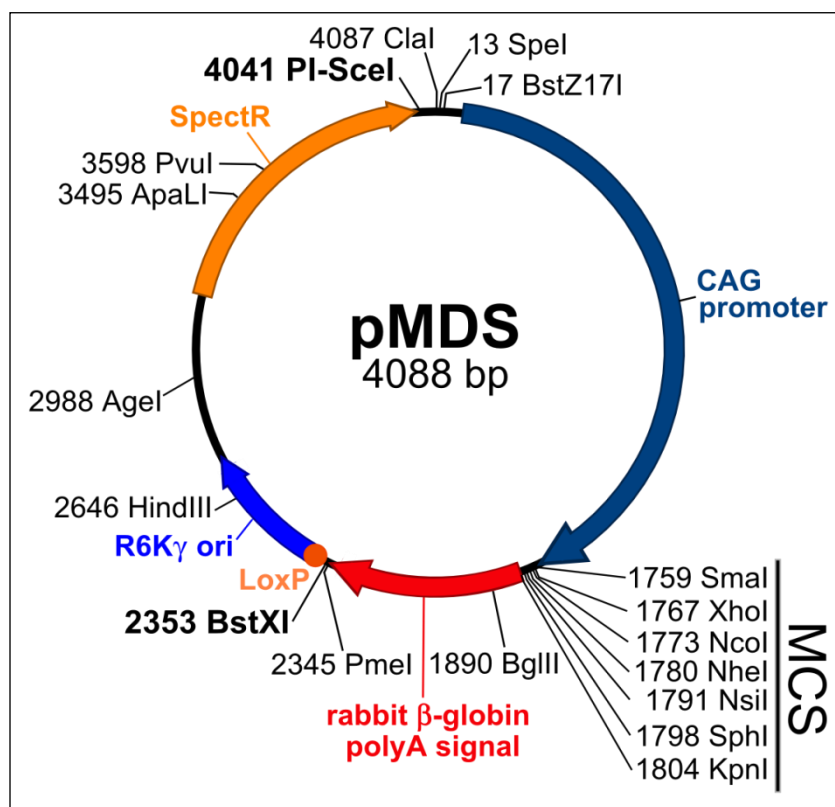 4087 ClaI
13 SpeI
4041 PI-SceI
17 BstZ17I
SpectR
3598 PvuI
3495 ApaLI
CAG
promoter
pMDS
4088 bp
2988 AgeI
2646 HindIII
R6Kγ ori
LoxP
1759 SmaI
1767 XhoI
2353 BstXI
1773 NcoI
2345 PmeI
1890 BglII
1780 NheI
1791 NsiI
rabbit β-globin
polyA signal
1798 SphI
1804 KpnI
MCS